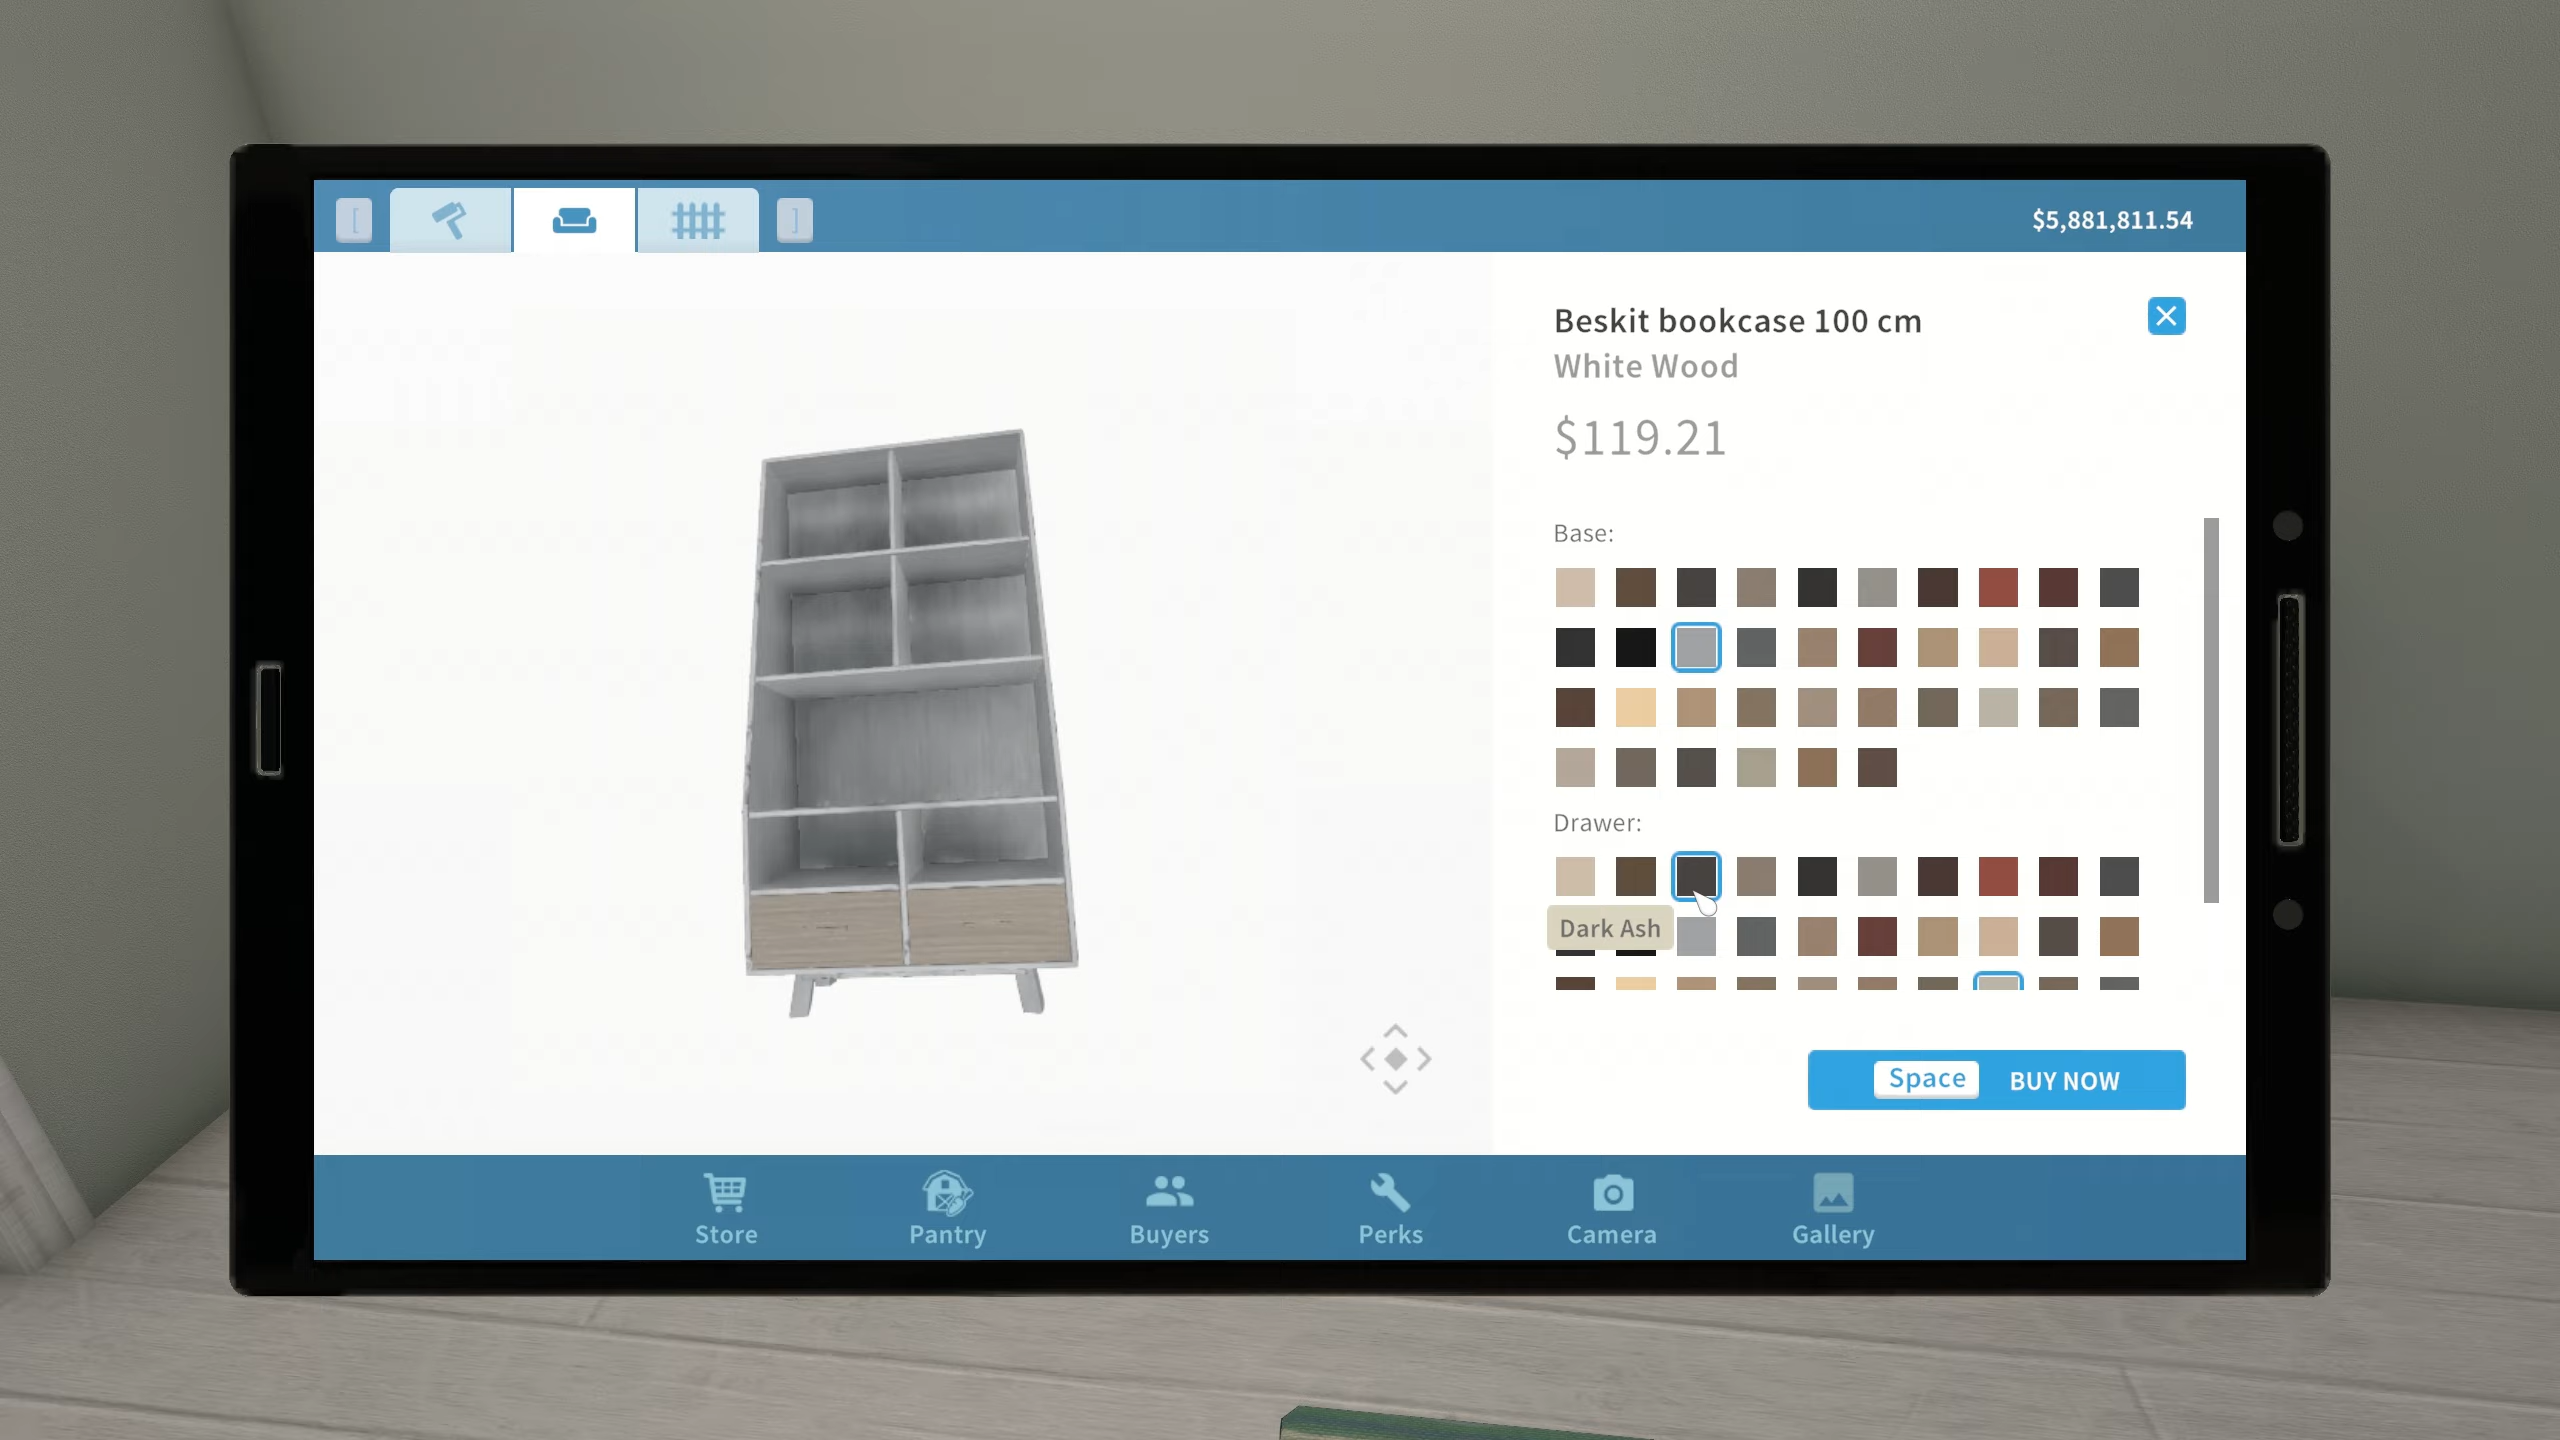 [
]
$5,881,811.54
Beskit bookcase 100 cm
White Wood
$119.21
Base:
Drawer:
Dark Ash
Space BUY NOW
Store
Pantry
Buyers
Perks
Camera
Gallery